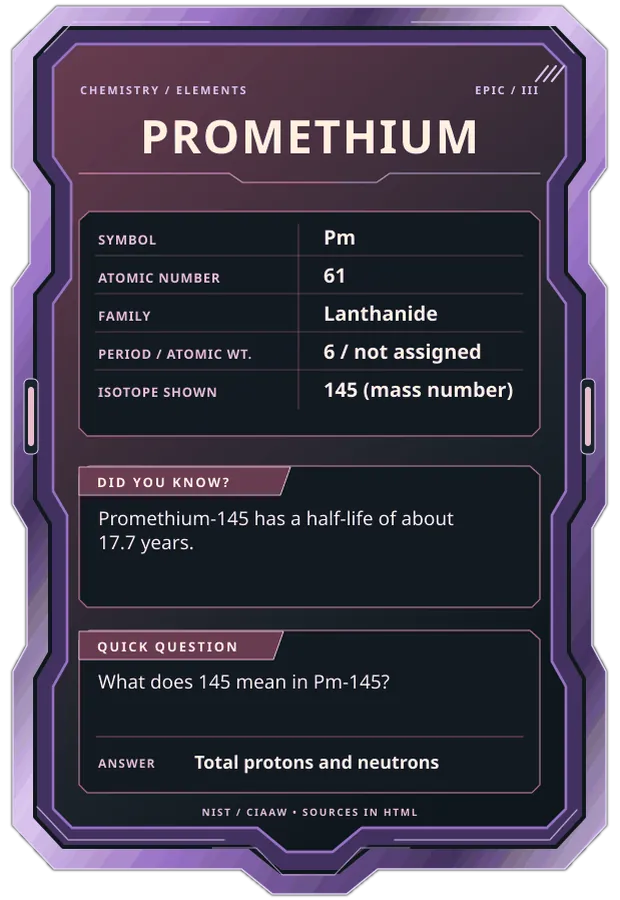 CHEMISTRY / ELEMENTS EPIC / III
PROMETHIUM
SYMBOL Pm
ATOMIC NUMBER 61
FAMILY Lanthanide
PERIOD / ATOMIC WT. 6 / not assigned
ISOTOPE SHOWN 145 (mass number)
DID YOU KNOW?
Promethium-145 has a half-life of about
17.7 years.
QUICK QUESTION
What does 145 mean in Pm-145?
ANSWER Total protons and neutrons
NIST / CIAAW • SOURCES IN HTML